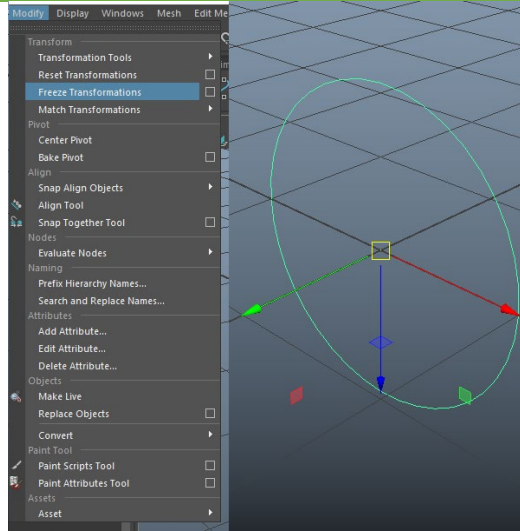 Modify Display Windows Mesh Edit Me
Transform
Transformation Tools
Reset Transformations
Freeze Transformations
Match Transformations
Pivot
Center Pivot
Bake Pivot
Align
Snap Align Objects
Align Tool
Snap Together Tool
Nodes
Evaluate Nodes
Naming
Prefix Hierarchy Names...
Search and Replace Names...
Attributes
Add Attribute...
Edit Attribute...
Delete Attribute...
Objects
Make Live
Replace Objects
Convert
Paint Tool
Paint Scripts Tool
Paint Attributes Tool
Assets
Asset